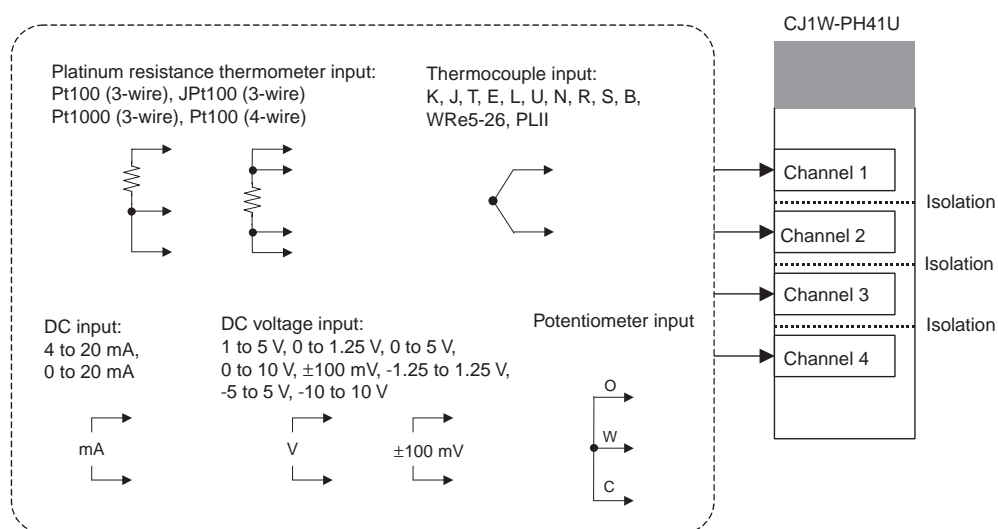 CJ1W-PH41U
Platinum resistance thermometer input:
Pt100 (3-wire), JPt100 (3-wire)
Pt1000 (3-wire), Pt100 (4-wire)
Thermocouple input:
K, J, T, E, L, U, N, R, S, B,
WRe5-26, PLII
Channel 1
Isolation
Channel 2
Isolation
Channel 3
Isolation
Channel 4
DC input:
4 to 20 mA,
0 to 20 mA
DC voltage input:
1 to 5 V, 0 to 1.25 V, 0 to 5 V,
0 to 10 V, ±100 mV, -1.25 to 1.25 V,
-5 to 5 V, -10 to 10 V
Potentiometer input
mA
V
±100 mV
O
W
C